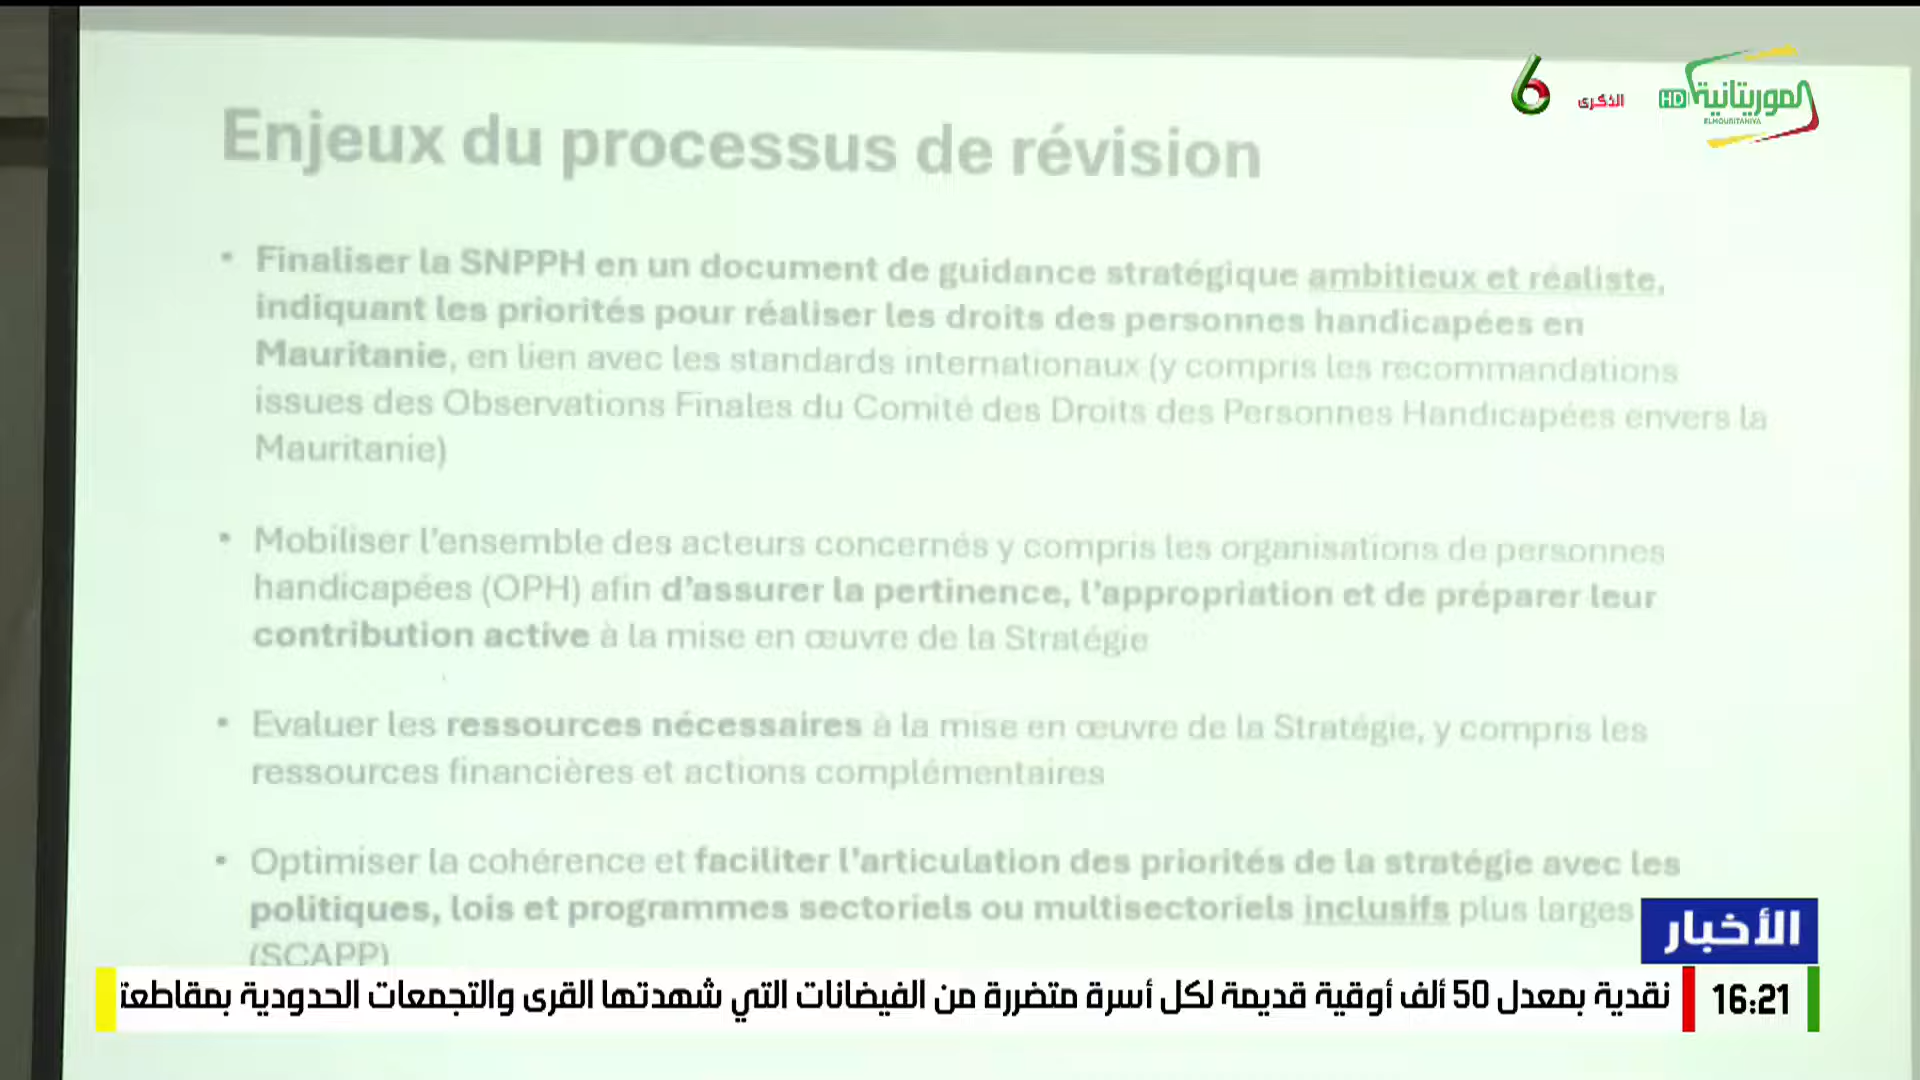 6
الذكرى
HD
الموريتانية
ELMOURITANIYA
Enjeux du processus de révision
• Finaliser la SNPPH en un document de guidance stratégique ambitieux et réaliste,
indiquant les priorités pour réaliser les droits des personnes handicapées en
Mauritanie, en lien avec les standards internationaux (y compris les recommandations
issues des Observations Finales du Comité des Droits des Personnes Handicapées envers la
Mauritanie)
• Mobiliser l'ensemble des acteurs concernés y compris les organisations de personnes
handicapées (OPH) afin d'assurer la pertinence, l'appropriation et de préparer leur
contribution active à la mise en œuvre de la Stratégie
• Evaluer les ressources nécessaires à la mise en œuvre de la Stratégie, y compris les
ressources financières et actions complémentaires
• Optimiser la cohérence et faciliter l'articulation des priorités de la stratégie avec les
politiques, lois et programmes sectoriels ou multisectoriels inclusifs plus larges
(SCAPP)
الأخبار
16:21
نقدية بمعدل 50 ألف أوقية قديمة لكل أسرة متضررة من الفيضانات التي شهدتها القرى والتجمعات الحدودية بمقاطعة